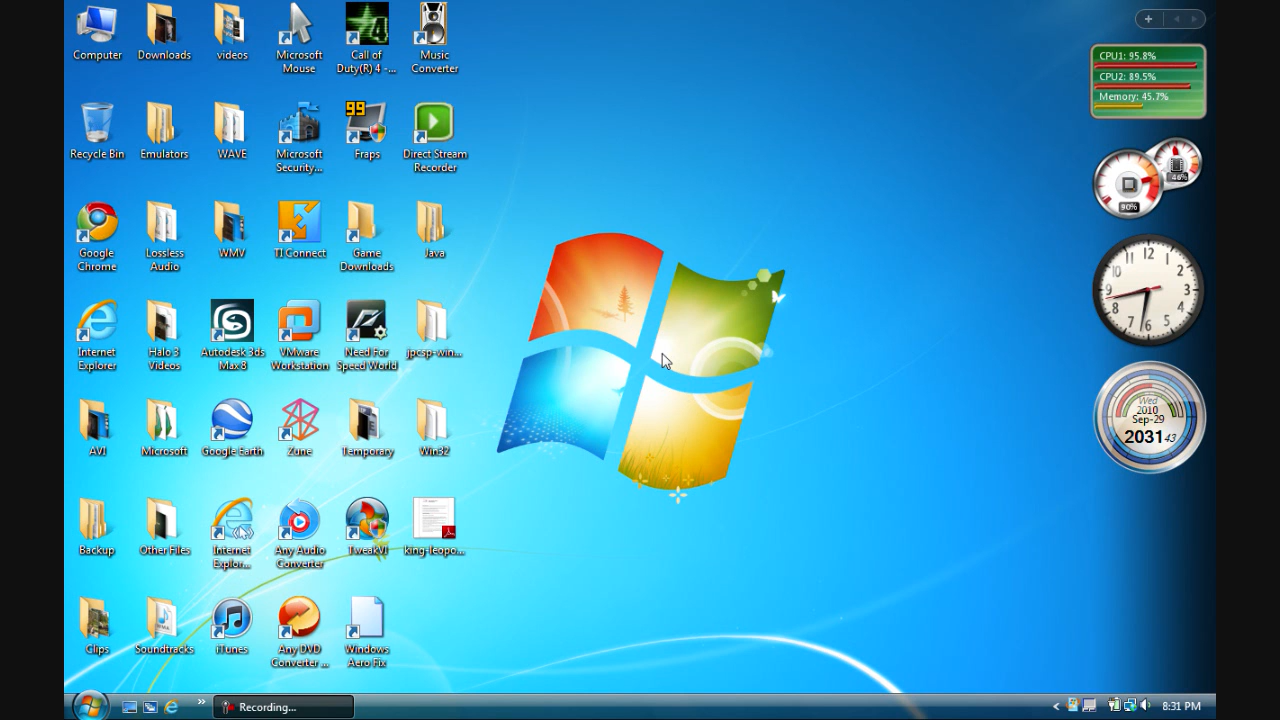 Computer
Downloads
videos
Microsoft
Mouse
Call of
Duty(R) 4 -...
Music
Converter
Recycle Bin
Emulators
WAVE
Microsoft
Security...
99
Fraps
Direct Stream
Recorder
Google
Chrome
Lossless
Audio
WMV
TI Connect
Game
Downloads
Java
Internet
Explorer
Halo 3
Videos
Autodesk 3ds
Max 8
VMware
Workstation
Need For
Speed World
jpcsp-win...
AVI
Microsoft
Google Earth
Zune
Temporary
Win32
Backup
Other Files
Internet
Explor...
Any Audio
Converter
TweakVI
king-leopo...
Clips
Soundtracks
iTunes
Any DVD
Converter ...
Windows
Aero Fix
CPU1: 95.8%
CPU2: 89.5%
Memory: 45.7%
46%
90%
12
1
2
3
4
5
6
7
8
9
10
11
Wed
2010
Sep-29
2031 43
Recording...
8:31 PM